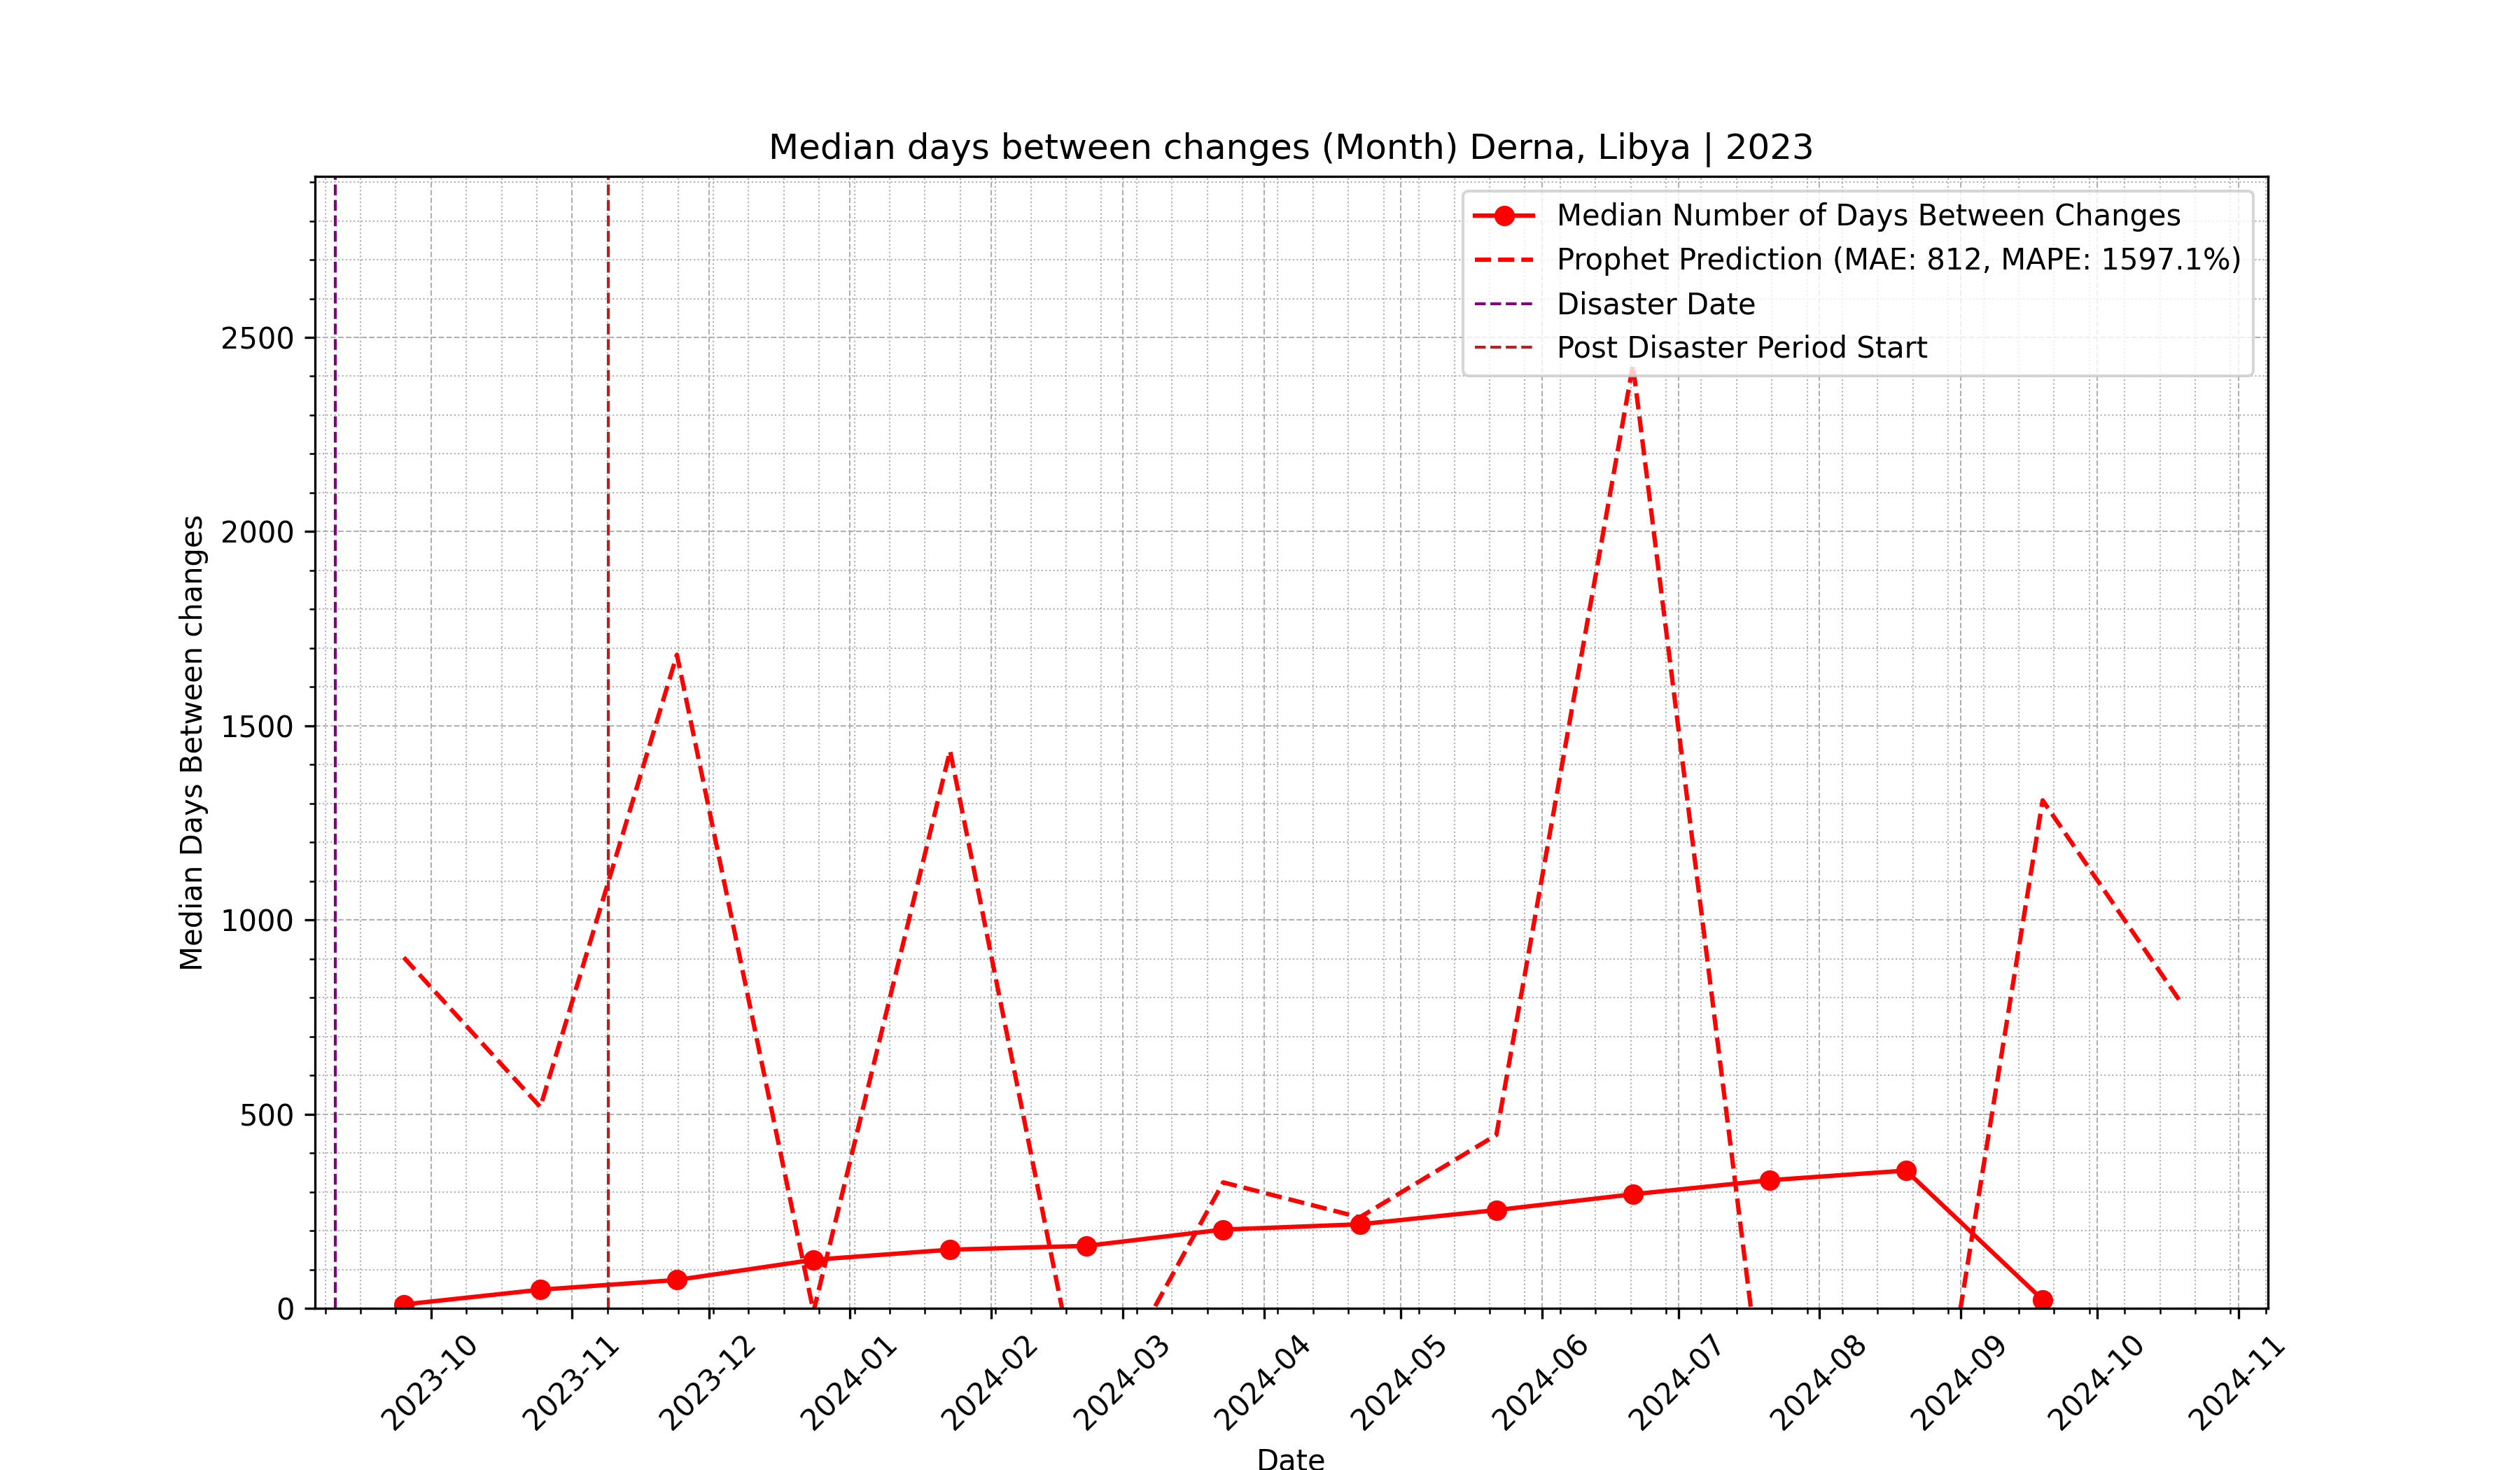 Median days between changes (Month) Derna, Libya | 2023
Median Number of Days Between Changes
Prophet Prediction (MAE: 812, MAPE: 1597.1%)
Disaster Date
Post Disaster Period Start
Median Days Between changes
2500
2000
1500
1000
500
0
2023-10
2023-11
2023-12
2024-01
2024-02
2024-03
2024-04
2024-05
2024-06
2024-07
2024-08
2024-09
2024-10
2024-11
Date